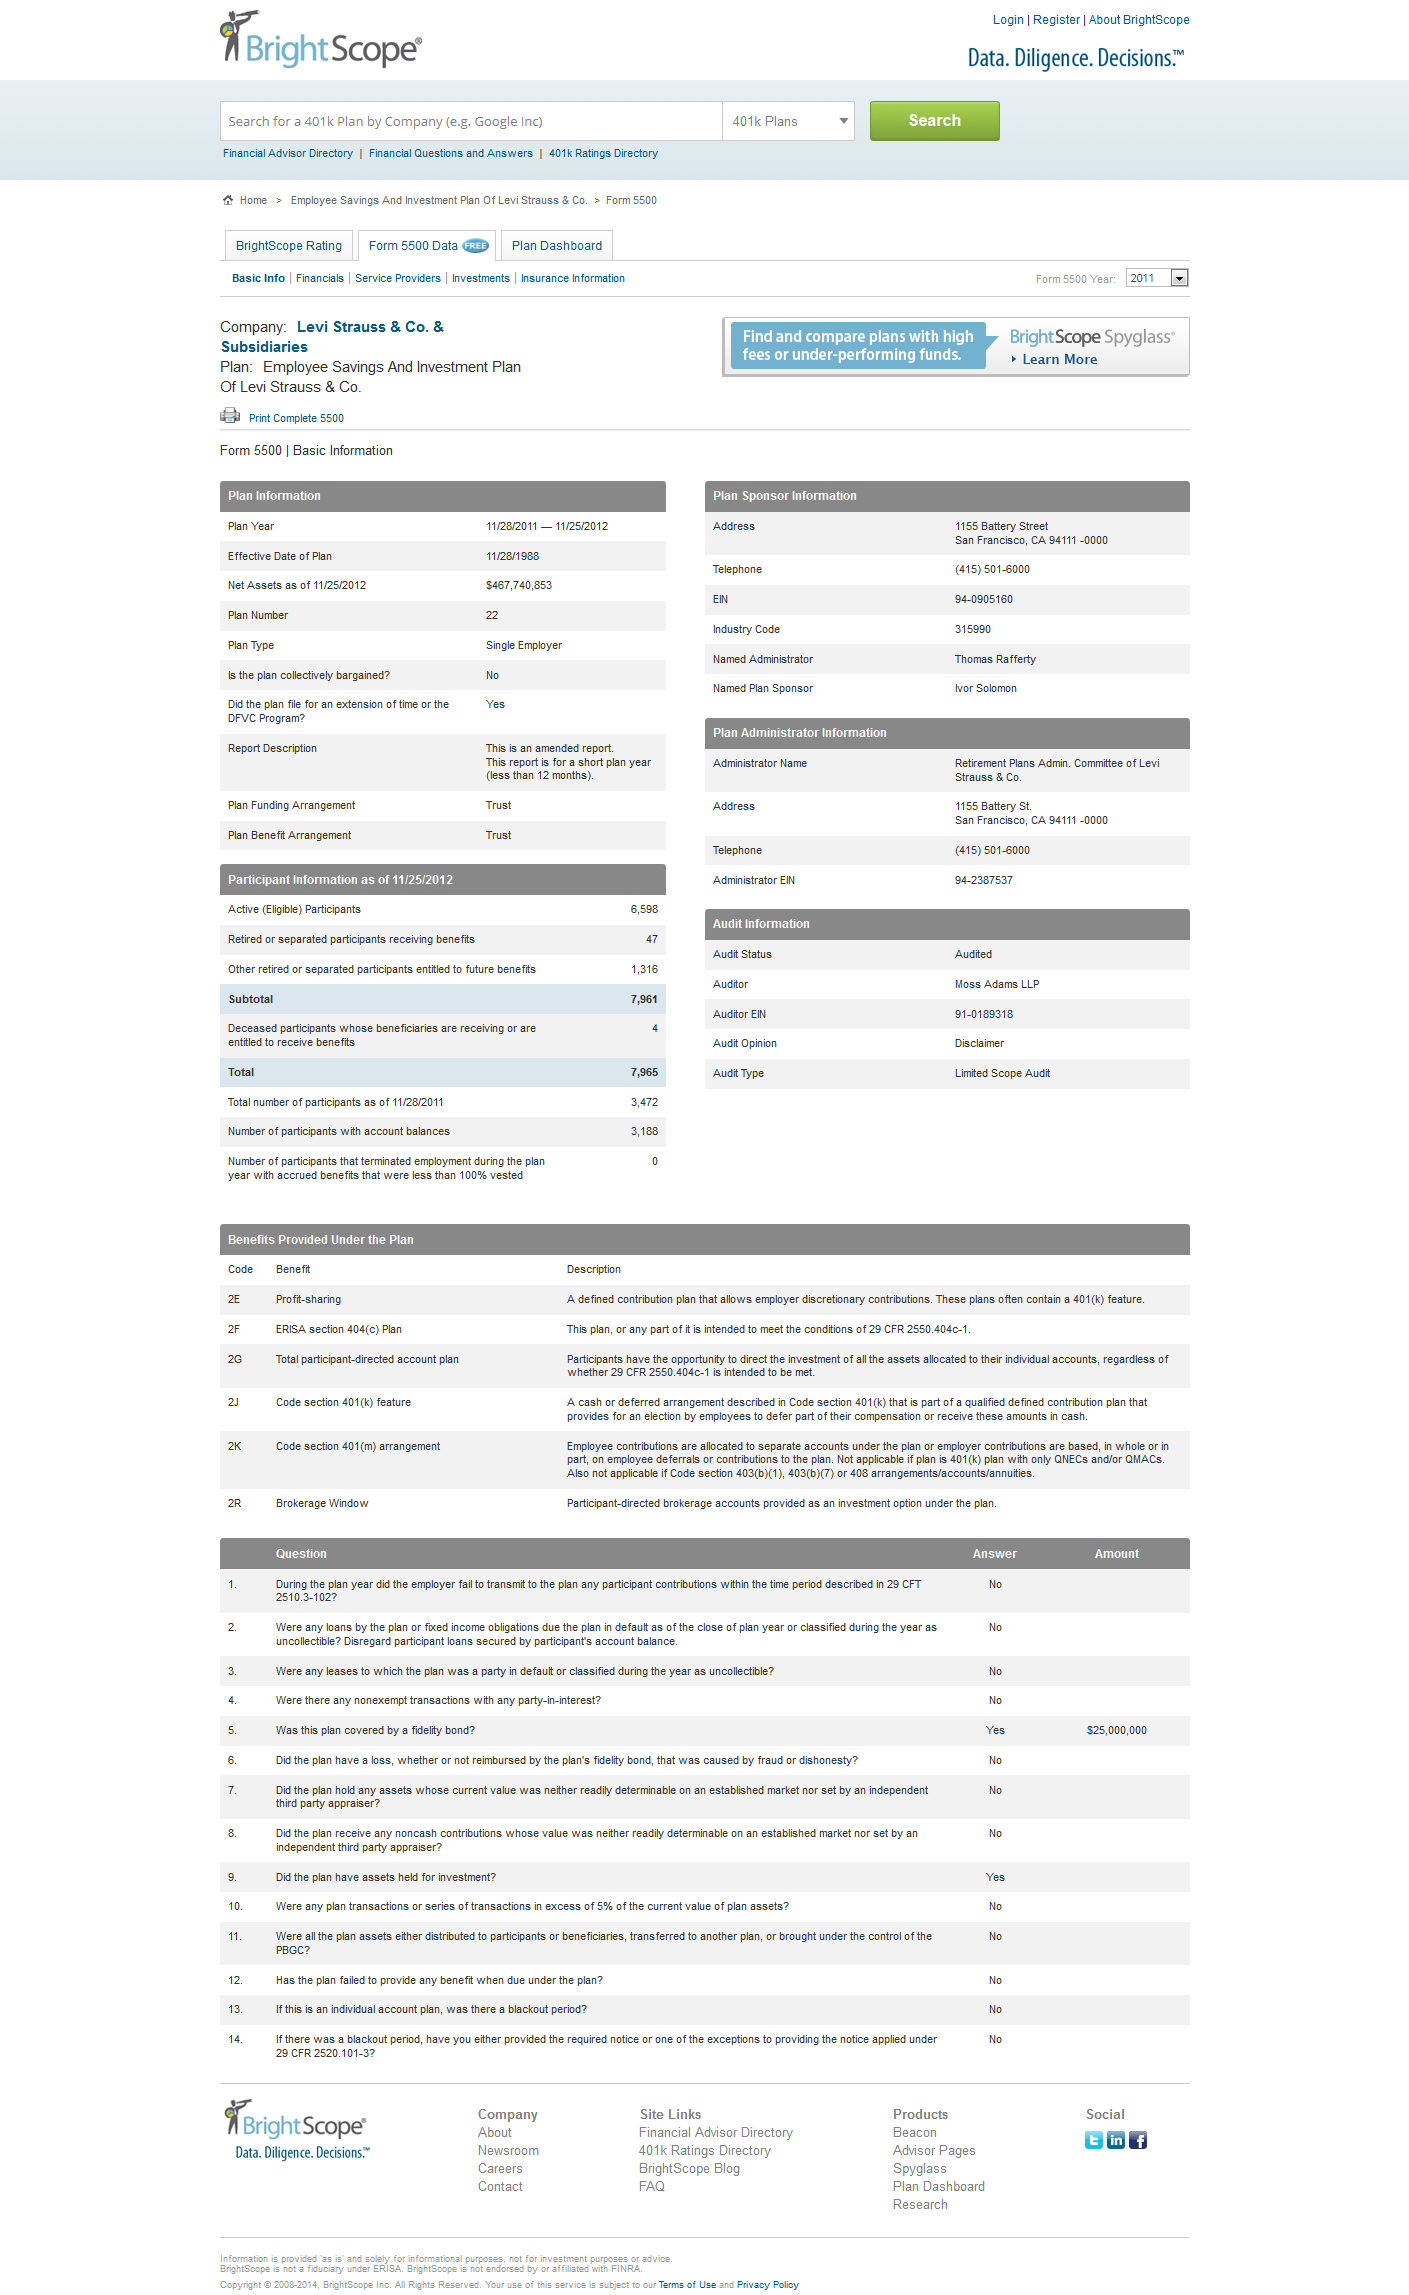 BrightScope®
Login | Register | About BrightScope
Data. Diligence. Decisions.™
Search for a 401k Plan by Company (e.g. Google Inc)
401k Plans
Search
Financial Advisor Directory | Financial Questions and Answers | 401k Ratings Directory
Home > Employee Savings And Investment Plan Of Levi Strauss & Co. > Form 5500
BrightScope Rating
Form 5500 Data FREE
Plan Dashboard
Basic Info | Financials | Service Providers | Investments | Insurance Information
Form 5500 Year: 2011
Company: Levi Strauss & Co. &
Subsidiaries
Plan: Employee Savings And Investment Plan
Of Levi Strauss & Co.
Find and compare plans with high
fees or under-performing funds.
BrightScope Spyglass®
Learn More
Print Complete 5500
Form 5500 | Basic Information
Plan Information
Plan Year 11/28/2011 — 11/25/2012
Effective Date of Plan 11/28/1988
Net Assets as of 11/25/2012 $467,740,853
Plan Number 22
Plan Type Single Employer
Is the plan collectively bargained? No
Did the plan file for an extension of time or the Yes
DFVC Program?
Report Description This is an amended report.
This report is for a short plan year
(less than 12 months).
Plan Funding Arrangement Trust
Plan Benefit Arrangement Trust
Participant Information as of 11/25/2012
Active (Eligible) Participants 6,598
Retired or separated participants receiving benefits 47
Other retired or separated participants entitled to future benefits 1,316
Subtotal 7,961
Deceased participants whose beneficiaries are receiving or are 4
entitled to receive benefits
Total 7,965
Total number of participants as of 11/28/2011 3,472
Number of participants with account balances 3,188
Number of participants that terminated employment during the plan 0
year with accrued benefits that were less than 100% vested
Plan Sponsor Information
Address 1155 Battery Street
San Francisco, CA 94111 -0000
Telephone (415) 501-6000
EIN 94-0905160
Industry Code 315990
Named Administrator Thomas Rafferty
Named Plan Sponsor Ivor Solomon
Plan Administrator Information
Administrator Name Retirement Plans Admin. Committee of Levi
Strauss & Co.
Address 1155 Battery St.
San Francisco, CA 94111 -0000
Telephone (415) 501-6000
Administrator EIN 94-2387537
Audit Information
Audit Status Audited
Auditor Moss Adams LLP
Auditor EIN 91-0189318
Audit Opinion Disclaimer
Audit Type Limited Scope Audit
Benefits Provided Under the Plan
Code Benefit Description
2E Profit-sharing A defined contribution plan that allows employer discretionary contributions. These plans often contain a 401(k) feature.
2F ERISA section 404(c) Plan This plan, or any part of it is intended to meet the conditions of 29 CFR 2550.404c-1.
2G Total participant-directed account plan Participants have the opportunity to direct the investment of all the assets allocated to their individual accounts, regardless of
whether 29 CFR 2550.404c-1 is intended to be met.
2J Code section 401(k) feature A cash or deferred arrangement described in Code section 401(k) that is part of a qualified defined contribution plan that
provides for an election by employees to defer part of their compensation or receive these amounts in cash.
2K Code section 401(m) arrangement Employee contributions are allocated to separate accounts under the plan or employer contributions are based, in whole or in
part, on employee deferrals or contributions to the plan. Not applicable if plan is 401(k) plan with only QNECs and/or QMACs.
Also not applicable if Code section 403(b)(1), 403(b)(7) or 408 arrangements/accounts/annuities.
2R Brokerage Window Participant-directed brokerage accounts provided as an investment option under the plan.
Question Answer Amount
1. During the plan year did the employer fail to transmit to the plan any participant contributions within the time period described in 29 CFT No
2510.3-102?
2. Were any loans by the plan or fixed income obligations due the plan in default as of the close of plan year or classified during the year as No
uncollectible? Disregard participant loans secured by participant's account balance.
3. Were any leases to which the plan was a party in default or classified during the year as uncollectible? No
4. Were there any nonexempt transactions with any party-in-interest? No
5. Was this plan covered by a fidelity bond? Yes $25,000,000
6. Did the plan have a loss, whether or not reimbursed by the plan's fidelity bond, that was caused by fraud or dishonesty? No
7. Did the plan hold any assets whose current value was neither readily determinable on an established market nor set by an independent No
third party appraiser?
8. Did the plan receive any noncash contributions whose value was neither readily determinable on an established market nor set by an No
independent third party appraiser?
9. Did the plan have assets held for investment? Yes
10. Were any plan transactions or series of transactions in excess of 5% of the current value of plan assets? No
11. Were all the plan assets either distributed to participants or beneficiaries, transferred to another plan, or brought under the control of the No
PBGC?
12. Has the plan failed to provide any benefit when due under the plan? No
13. If this is an individual account plan, was there a blackout period? No
14. If there was a blackout period, have you either provided the required notice or one of the exceptions to providing the notice applied under No
29 CFR 2520.101-3?
BrightScope®
Data. Diligence. Decisions.™
Company
About
Newsroom
Careers
Contact
Site Links
Financial Advisor Directory
401k Ratings Directory
BrightScope Blog
FAQ
Products
Beacon
Advisor Pages
Spyglass
Plan Dashboard
Research
Social
Information is provided 'as is' and solely for informational purposes, not for investment purposes or advice.
BrightScope is not a fiduciary under ERISA. BrightScope is not endorsed by or affiliated with FINRA.
Copyright © 2008-2014, BrightScope Inc. All Rights Reserved. Your use of this service is subject to our Terms of Use and Privacy Policy